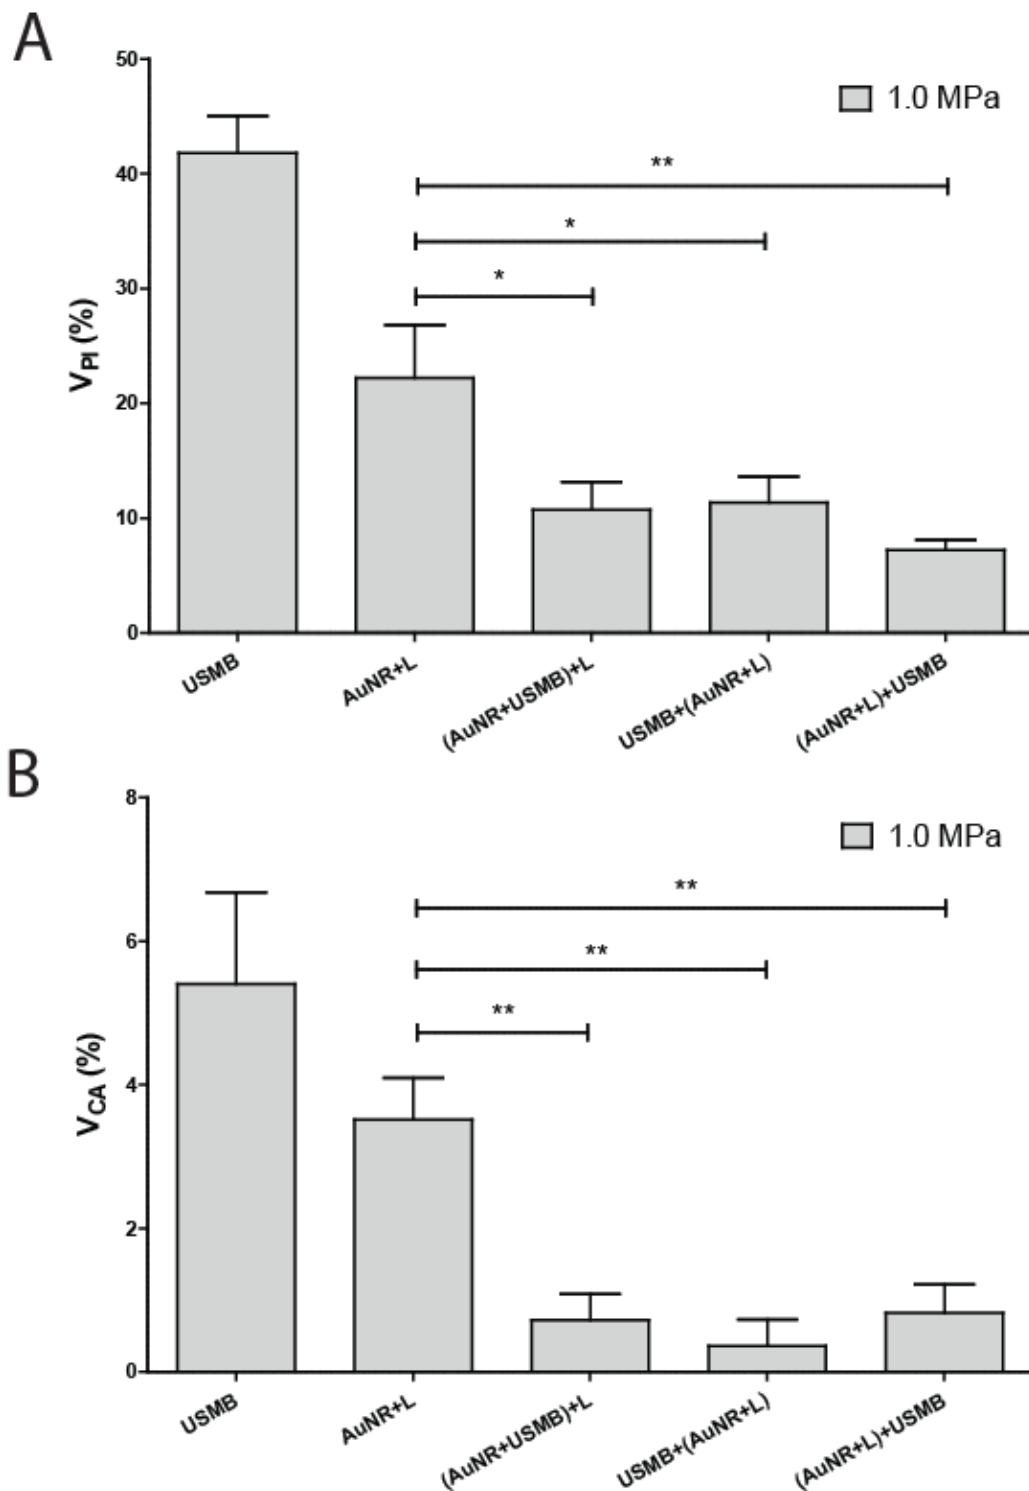 A
50
1.0 MPa
**
40
*
*
30
V_PI (%)
20
10
0
USMB
AuNR+L
(AuNR+USMB)+L
USMB+(AuNR+L)
(AuNR+L)+USMB
B
8
1.0 MPa
**
6
**
**
V_CA (%)
4
2
0
USMB
AuNR+L
(AuNR+USMB)+L
USMB+(AuNR+L)
(AuNR+L)+USMB